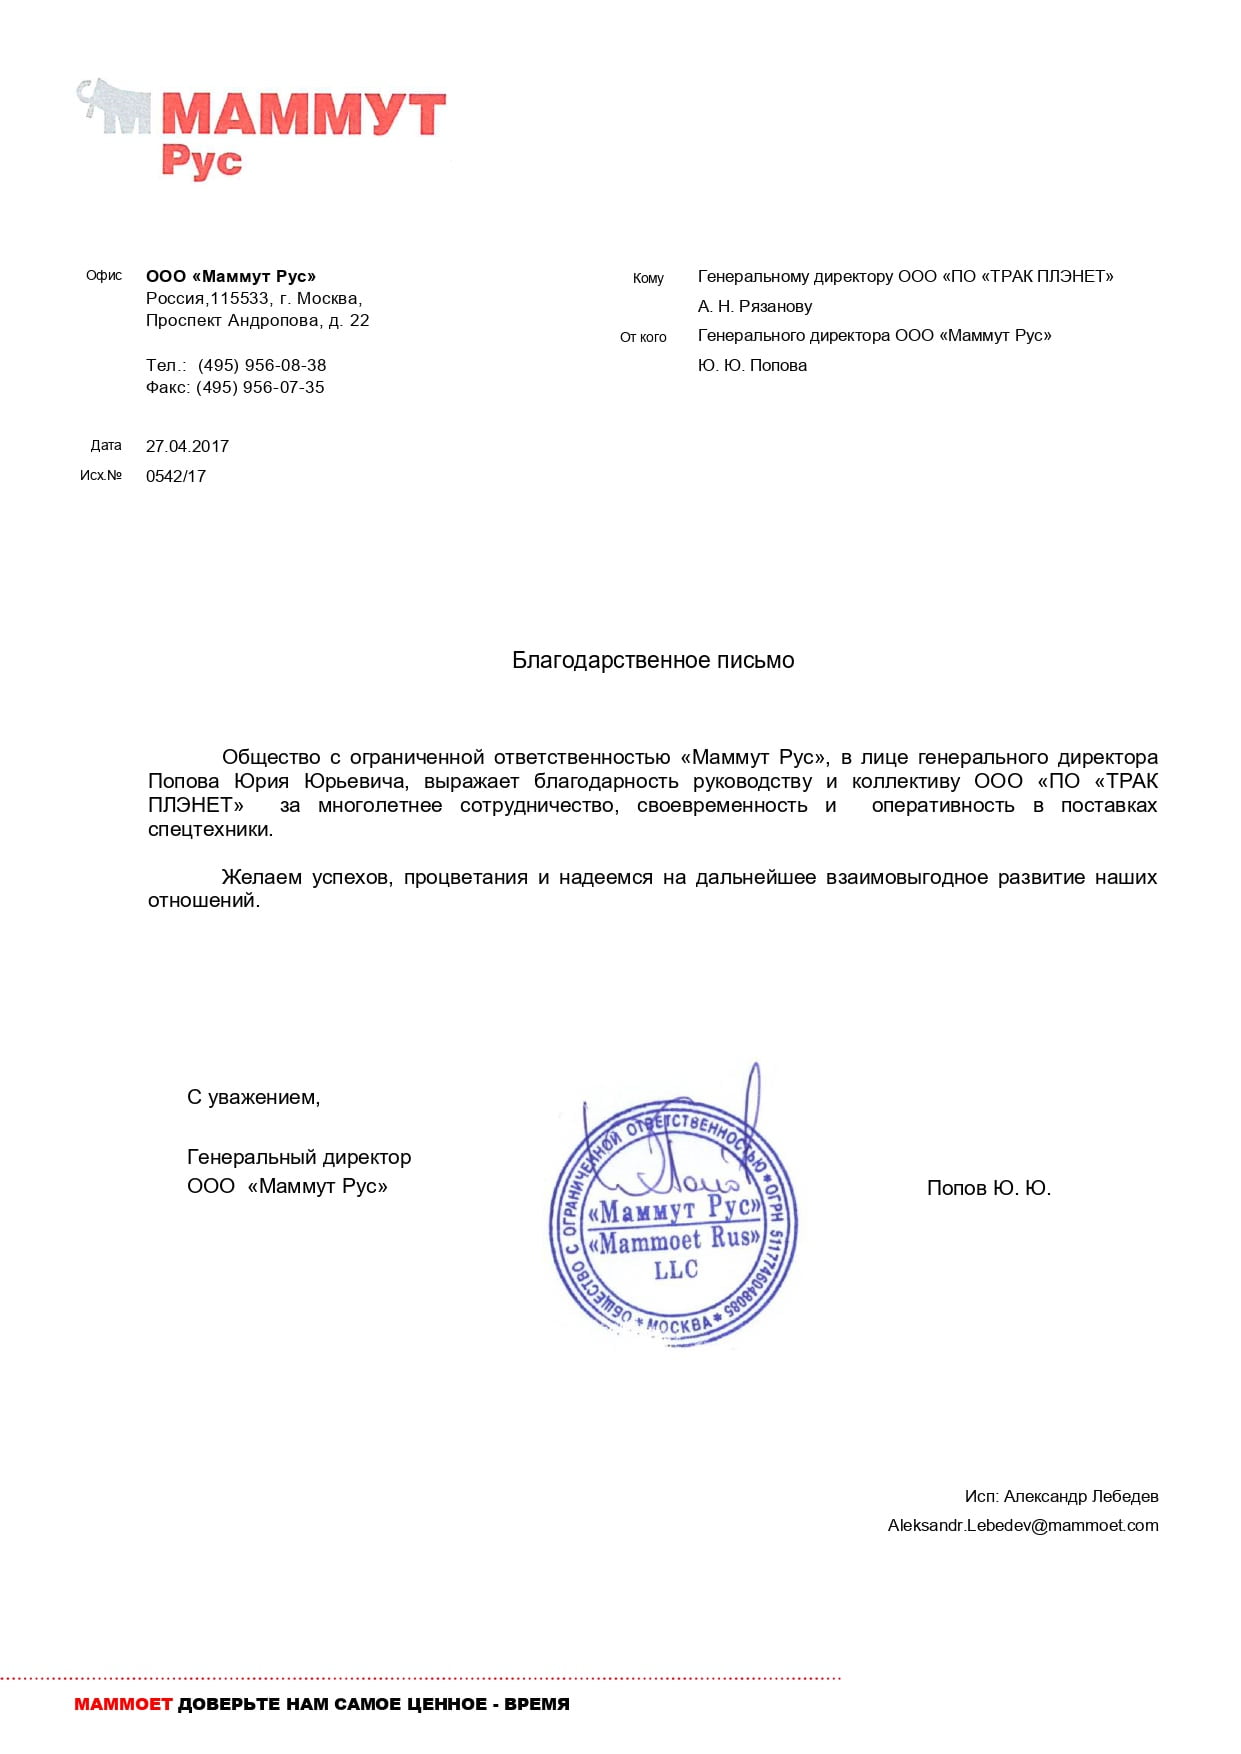 МАММУТ
Рус
Офис ООО «Маммут Рус»
Россия,115533, г. Москва,
Проспект Андропова, д. 22
Тел.: (495) 956-08-38
Факс: (495) 956-07-35
Кому Генеральному директору ООО «ПО «ТРАК ПЛЭНЕТ»
А. Н. Рязанову
От кого Генерального директора ООО «Маммут Рус»
Ю. Ю. Попова
Дата 27.04.2017
Исх.№ 0542/17
Благодарственное письмо
Общество с ограниченной ответственностью «Маммут Рус», в лице генерального директора
Попова Юрия Юрьевича, выражает благодарность руководству и коллективу ООО «ПО «ТРАК
ПЛЭНЕТ» за многолетнее сотрудничество, своевременность и оперативность в поставках
спецтехники.
Желаем успехов, процветания и надеемся на дальнейшее взаимовыгодное развитие наших
отношений.
С уважением,
Генеральный директор
ООО «Маммут Рус»
ОБЩЕСТВО С ОГРАНИЧЕННОЙ ОТВЕТСТВЕННОСТЬЮ * ОГРН 5117746048085 * МОСКВА *
«Маммут Рус»
«Mammoet Rus»
LLC
Попов Ю. Ю.
Исп: Александр Лебедев
Aleksandr.Lebedev@mammoet.com
MAMMOET ДОВЕРЬТЕ НАМ САМОЕ ЦЕННОЕ - ВРЕМЯ